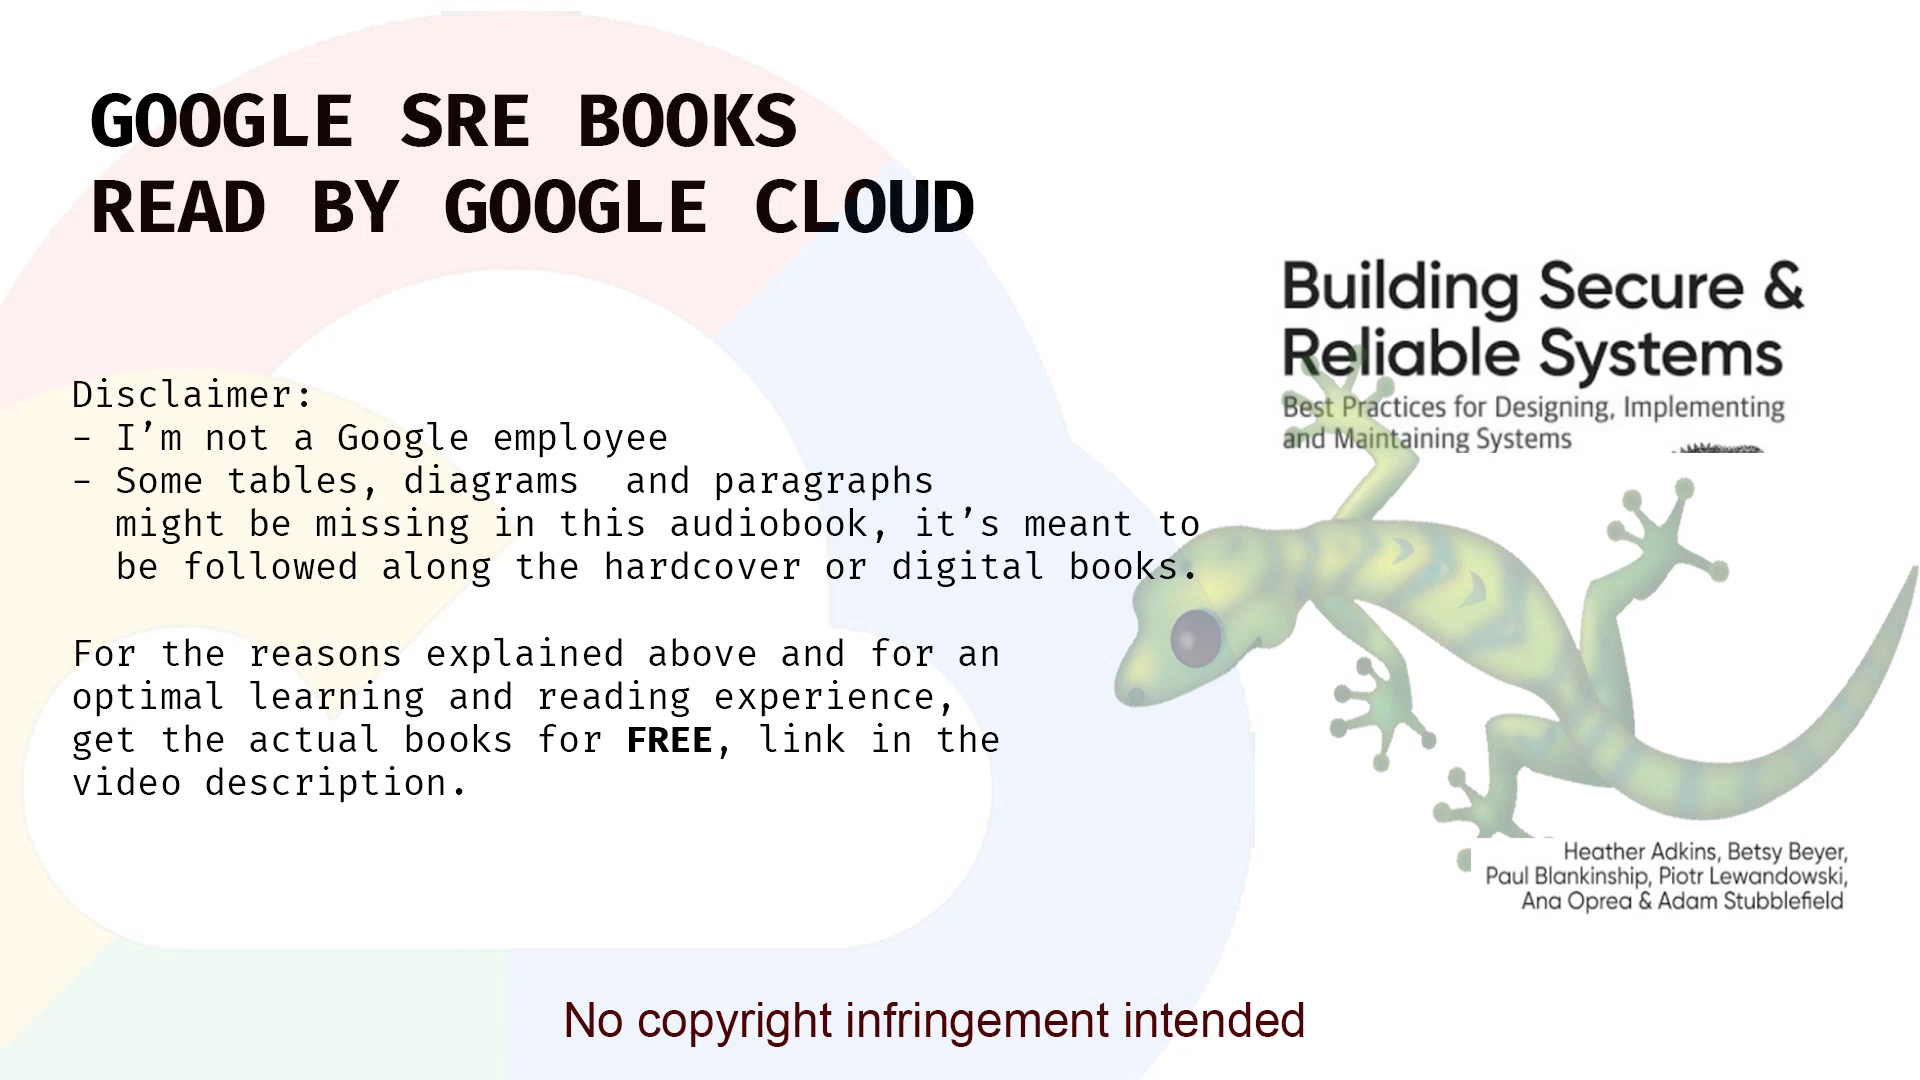 GOOGLE SRE BOOKS
READ BY GOOGLE CLOUD
Disclaimer:
- I’m not a Google employee
- Some tables, diagrams  and paragraphs
might be missing in this audiobook, it’s meant to
be followed along the hardcover or digital books.
For the reasons explained above and for an
optimal learning and reading experience,
get the actual books for FREE, link in the
video description.
Building Secure &
Reliable Systems
Best Practices for Designing, Implementing
and Maintaining Systems
Heather Adkins, Betsy Beyer,
Paul Blankinship, Piotr Lewandowski,
Ana Oprea & Adam Stubblefield
No copyright infringement intended